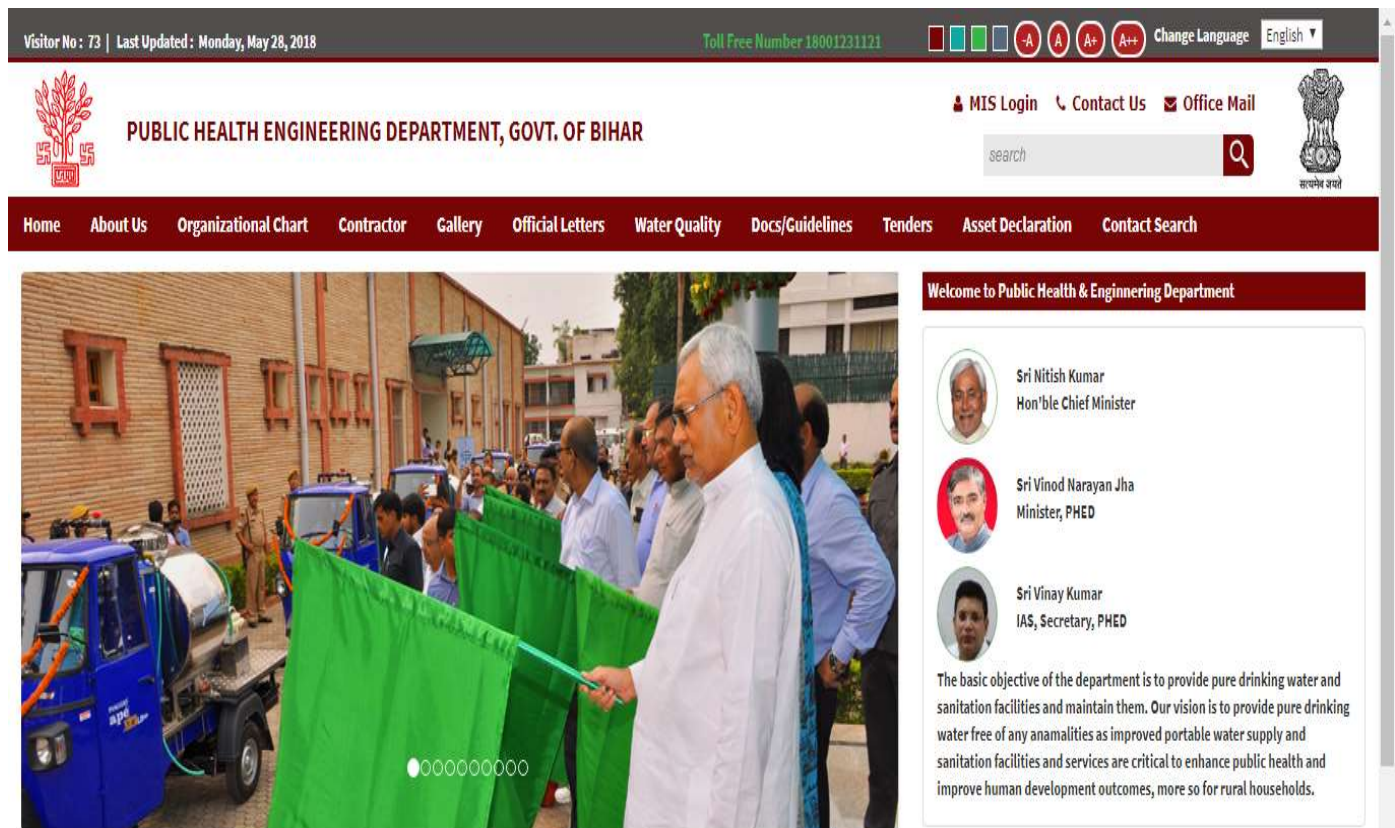 Visitor No : 73 | Last Updated : Monday, May 28, 2018
Toll Free Number 18001231121
-A A A+ A++
Change Language English
MIS Login Contact Us Office Mail
PUBLIC HEALTH ENGINEERING DEPARTMENT, GOVT. OF BIHAR
search
सत्यमेव जयते
Home About Us Organizational Chart Contractor Gallery Official Letters Water Quality Docs/Guidelines Tenders Asset Declaration Contact Search
Welcome to Public Health & Enginnering Department
Sri Nitish Kumar
Hon'ble Chief Minister
Sri Vinod Narayan Jha
Minister, PHED
Sri Vinay Kumar
IAS, Secretary, PHED
The basic objective of the department is to provide pure drinking water and
sanitation facilities and maintain them. Our vision is to provide pure drinking
water free of any anamalities as improved portable water supply and
sanitation facilities and services are critical to enhance public health and
improve human development outcomes, more so for rural households.
apé